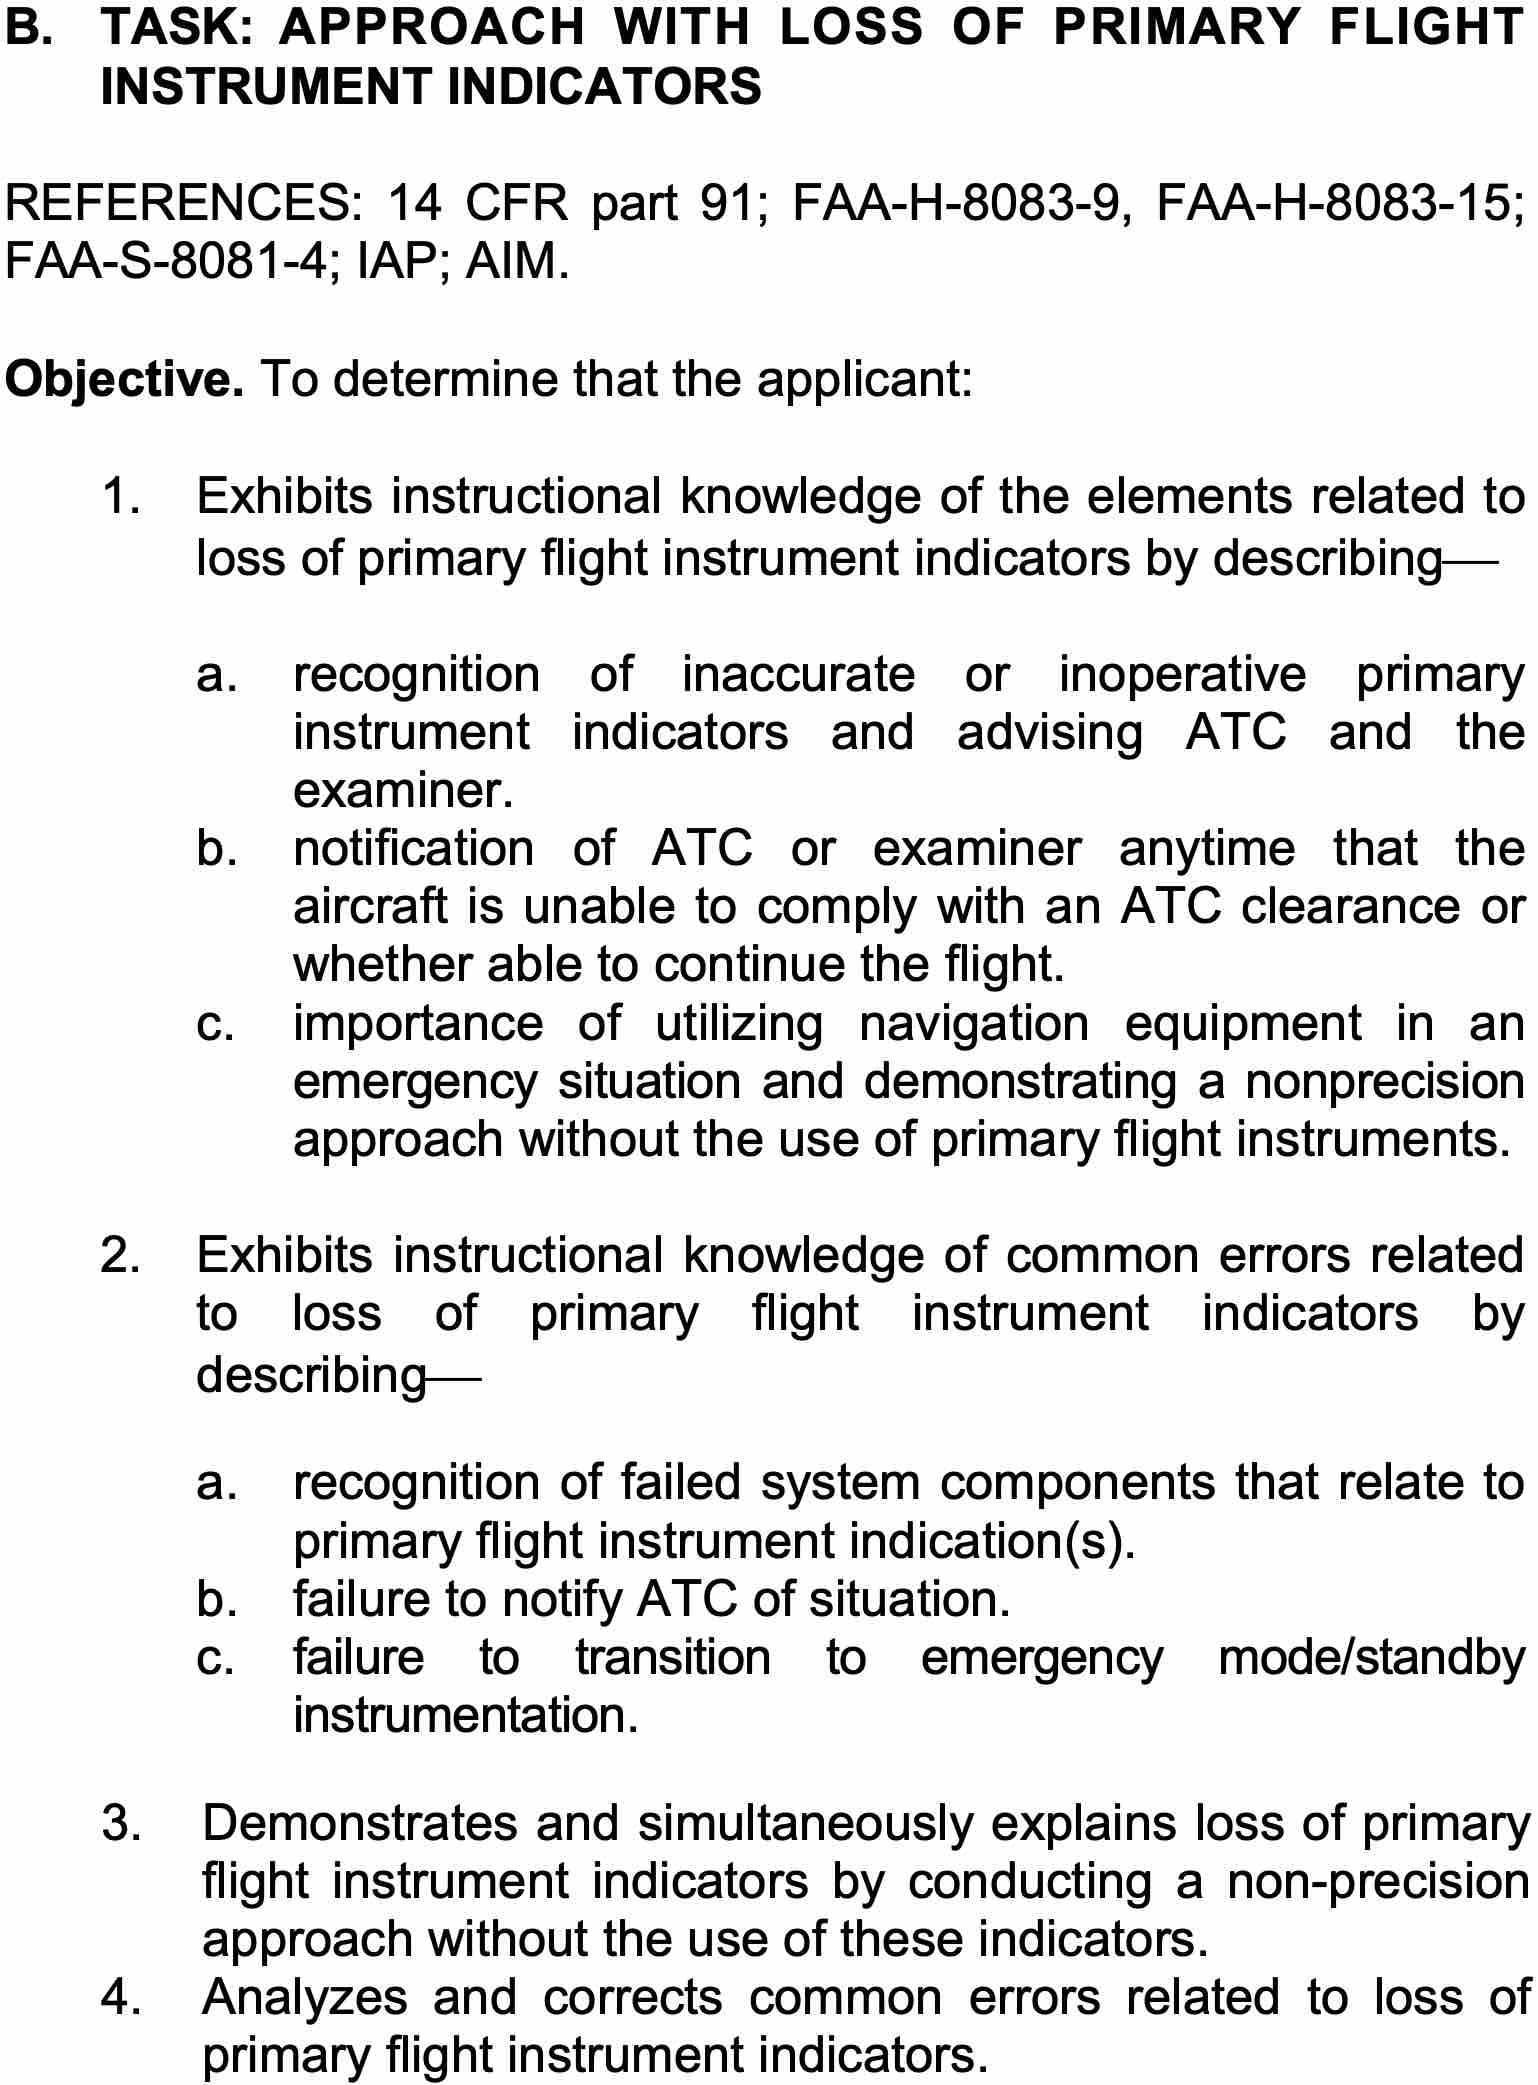 B. TASK: APPROACH WITH LOSS OF PRIMARY FLIGHT
INSTRUMENT INDICATORS
REFERENCES: 14 CFR part 91; FAA-H-8083-9, FAA-H-8083-15;
FAA-S-8081-4; IAP; AIM.
Objective. To determine that the applicant:
1. Exhibits instructional knowledge of the elements related to
loss of primary flight instrument indicators by describing—
a. recognition of inaccurate or inoperative primary
instrument indicators and advising ATC and the
examiner.
b. notification of ATC or examiner anytime that the
aircraft is unable to comply with an ATC clearance or
whether able to continue the flight.
c. importance of utilizing navigation equipment in an
emergency situation and demonstrating a nonprecision
approach without the use of primary flight instruments.
2. Exhibits instructional knowledge of common errors related
to loss of primary flight instrument indicators by
describing—
a. recognition of failed system components that relate to
primary flight instrument indication(s).
b. failure to notify ATC of situation.
c. failure to transition to emergency mode/standby
instrumentation.
3. Demonstrates and simultaneously explains loss of primary
flight instrument indicators by conducting a non-precision
approach without the use of these indicators.
4. Analyzes and corrects common errors related to loss of
primary flight instrument indicators.